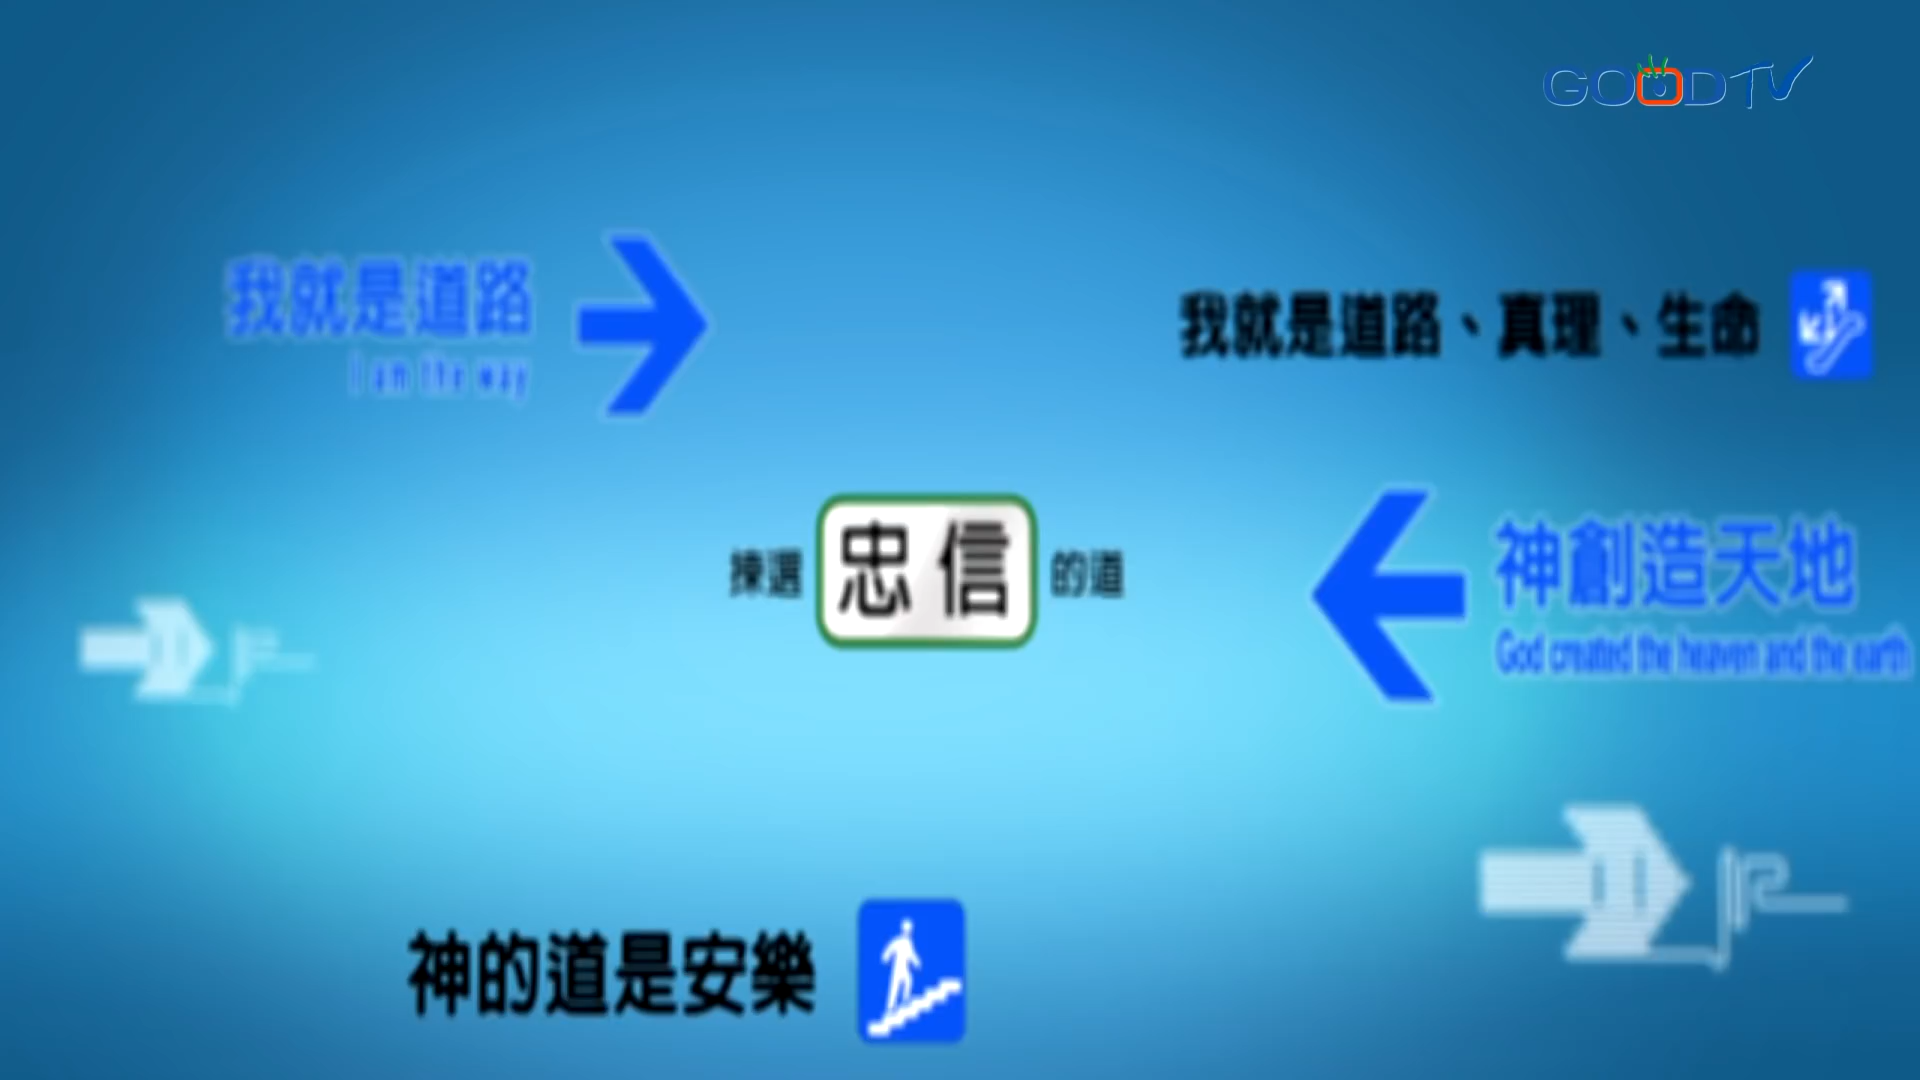 GOODTV
我就是道路
I am the way
我就是道路、真理、生命
揀選 忠信 的道
神創造天地
God created the heaven and the earth
神的道是安樂